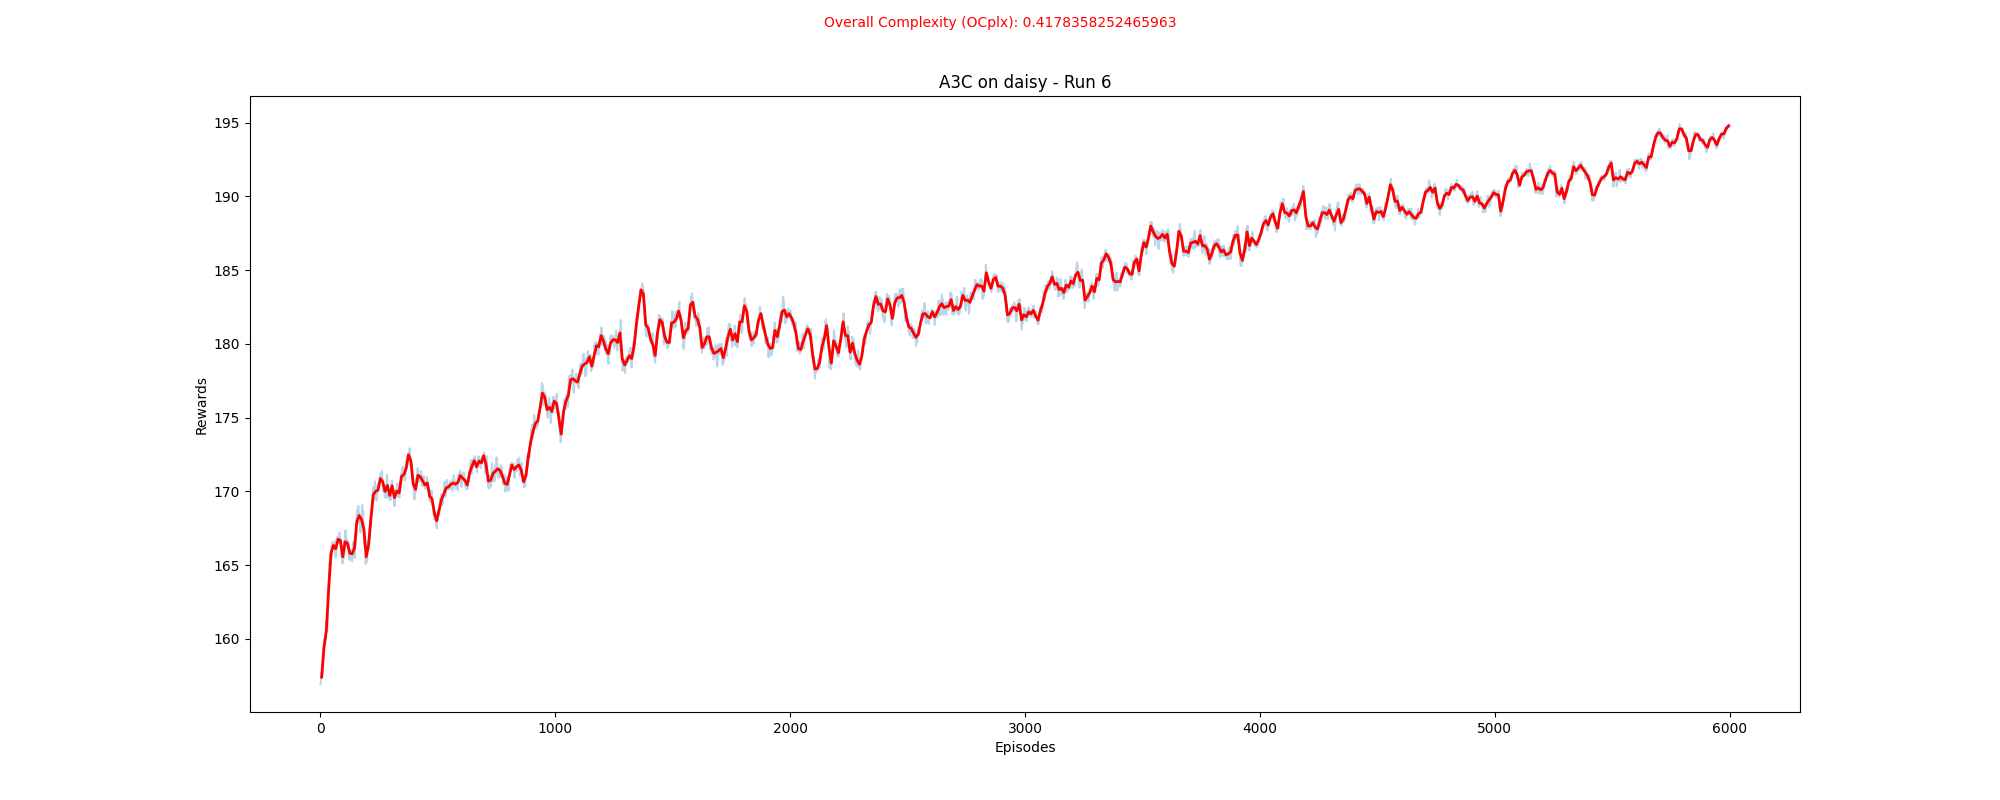 Overall Complexity (OCplx): 0.4178358252465963
A3C on daisy - Run 6
195
190
185
180
175
170
165
160
Rewards
0 1000 2000 3000 4000 5000 6000
Episodes